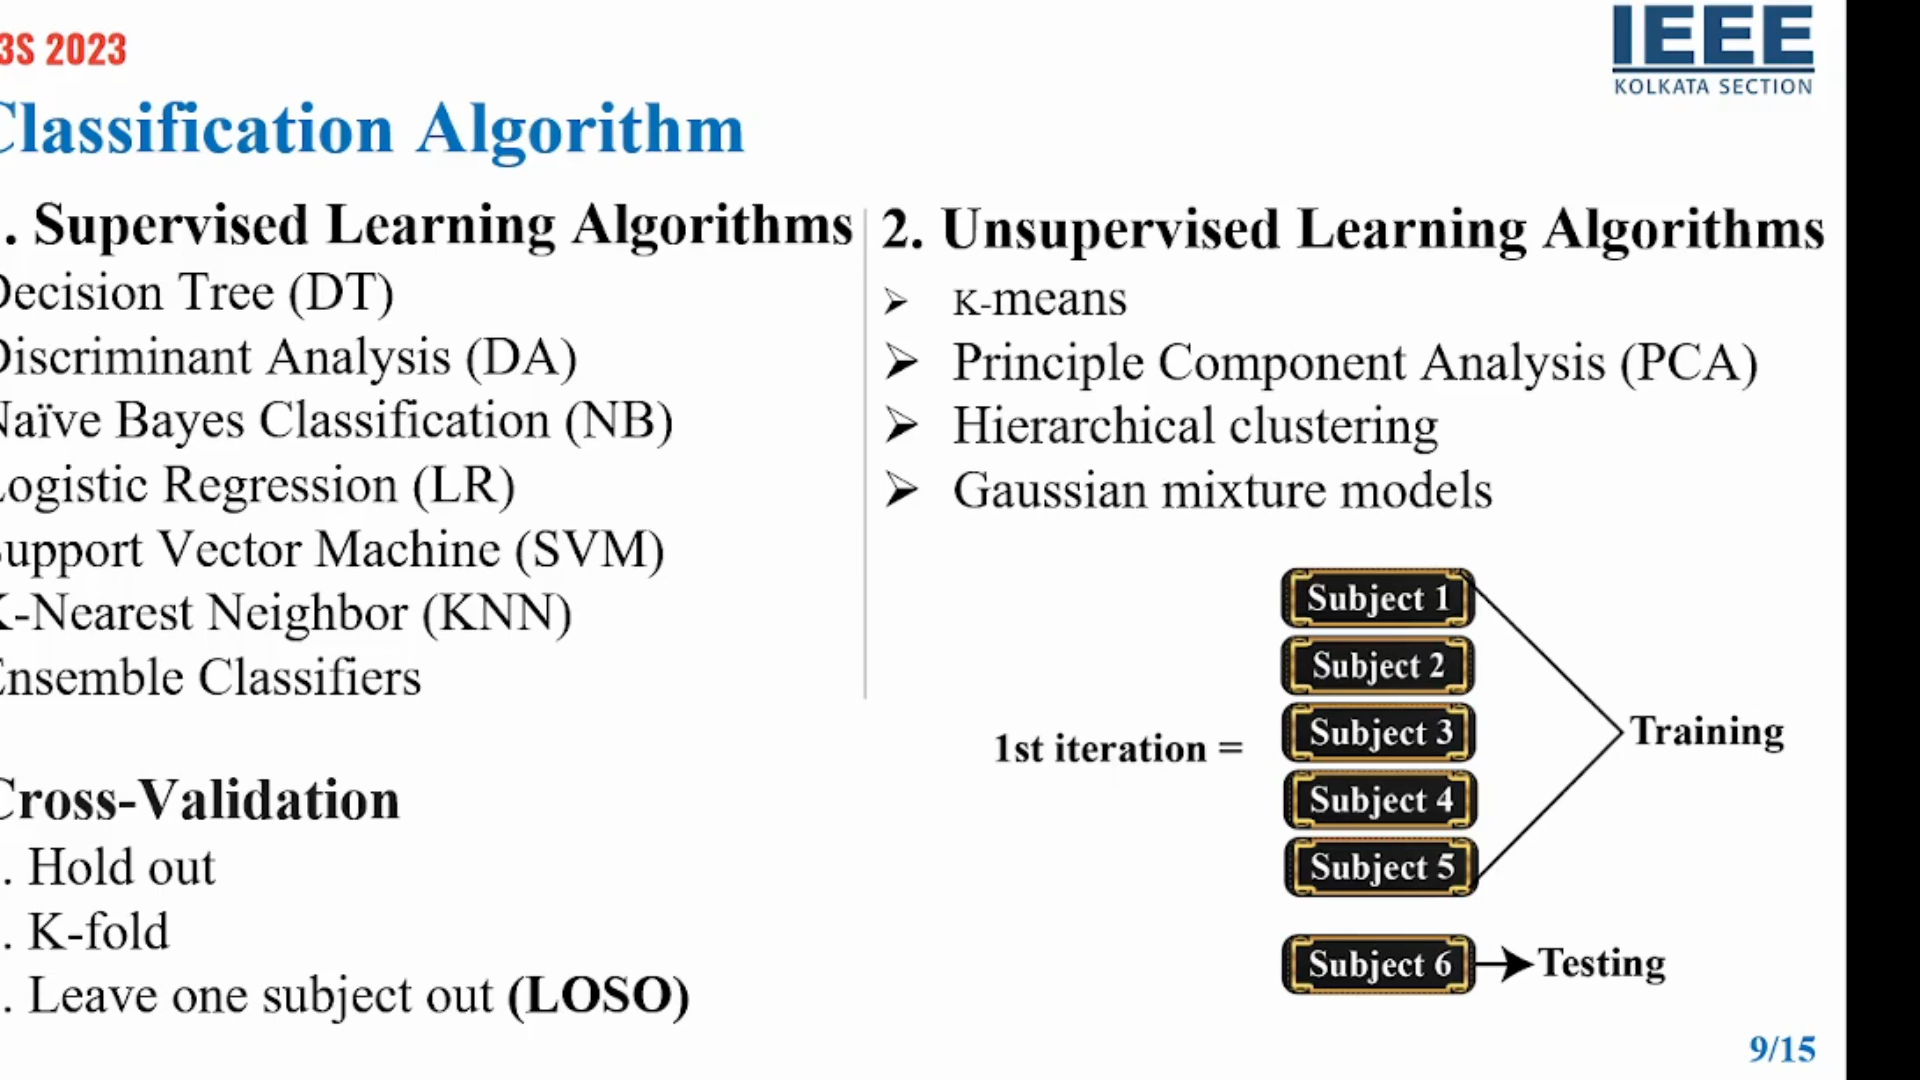 3S 2023
IEEE
KOLKATA SECTION
Classification Algorithm
. Supervised Learning Algorithms
Decision Tree (DT)
Discriminant Analysis (DA)
Naïve Bayes Classification (NB)
Logistic Regression (LR)
Support Vector Machine (SVM)
K-Nearest Neighbor (KNN)
Ensemble Classifiers
Cross-Validation
. Hold out
. K-fold
. Leave one subject out (LOSO)
2. Unsupervised Learning Algorithms
➢ K-means
➢ Principle Component Analysis (PCA)
➢ Hierarchical clustering
➢ Gaussian mixture models
1st iteration =
Subject 1
Subject 2
Subject 3
Subject 4
Subject 5
Training
Subject 6
Testing
9/15